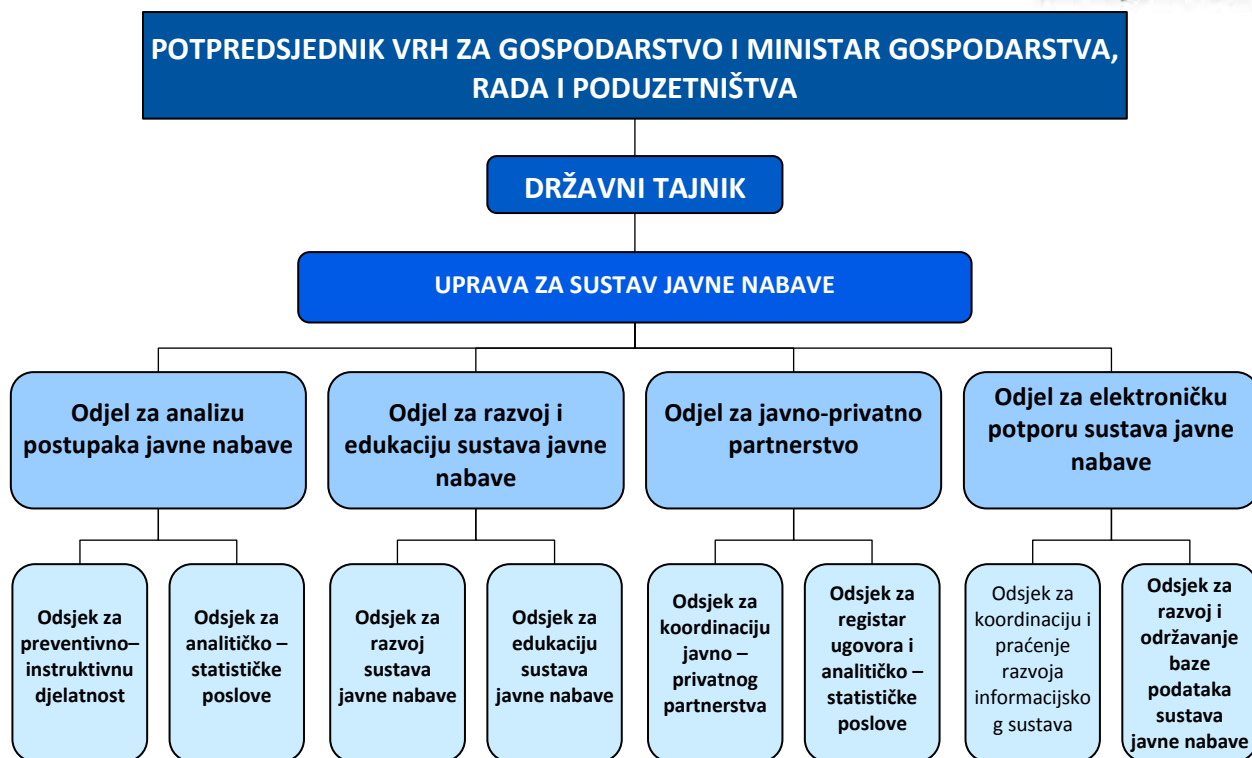 POTPREDSJEDNIK VRH ZA GOSPODARSTVO I MINISTAR GOSPODARSTVA,
RADA I PODUZETNIŠTVA
DRŽAVNI TAJNIK
UPRAVA ZA SUSTAV JAVNE NABAVE
Odjel za analizu
postupaka javne nabave
Odjel za razvoj i
edukaciju sustava javne
nabave
Odjel za javno-privatno
partnerstvo
Odjel za elektroničku
potporu sustava javne
nabave
Odsjek za
preventivno–
instruktivnu
djelatnost
Odsjek za
analitičko –
statističke
poslove
Odsjek za
razvoj
sustava
javne nabave
Odsjek za
edukaciju
sustava
javne nabave
Odsjek za
koordinaciju
javno –
privatnog
partnerstva
Odsjek za
registar
ugovora i
analitičko –
statističke
poslove
Odsjek za
koordinaciju i
praćenje
razvoja
informacijsko
g sustava
Odsjek za
razvoj i
održavanje
baze
podataka
sustava
javne nabave